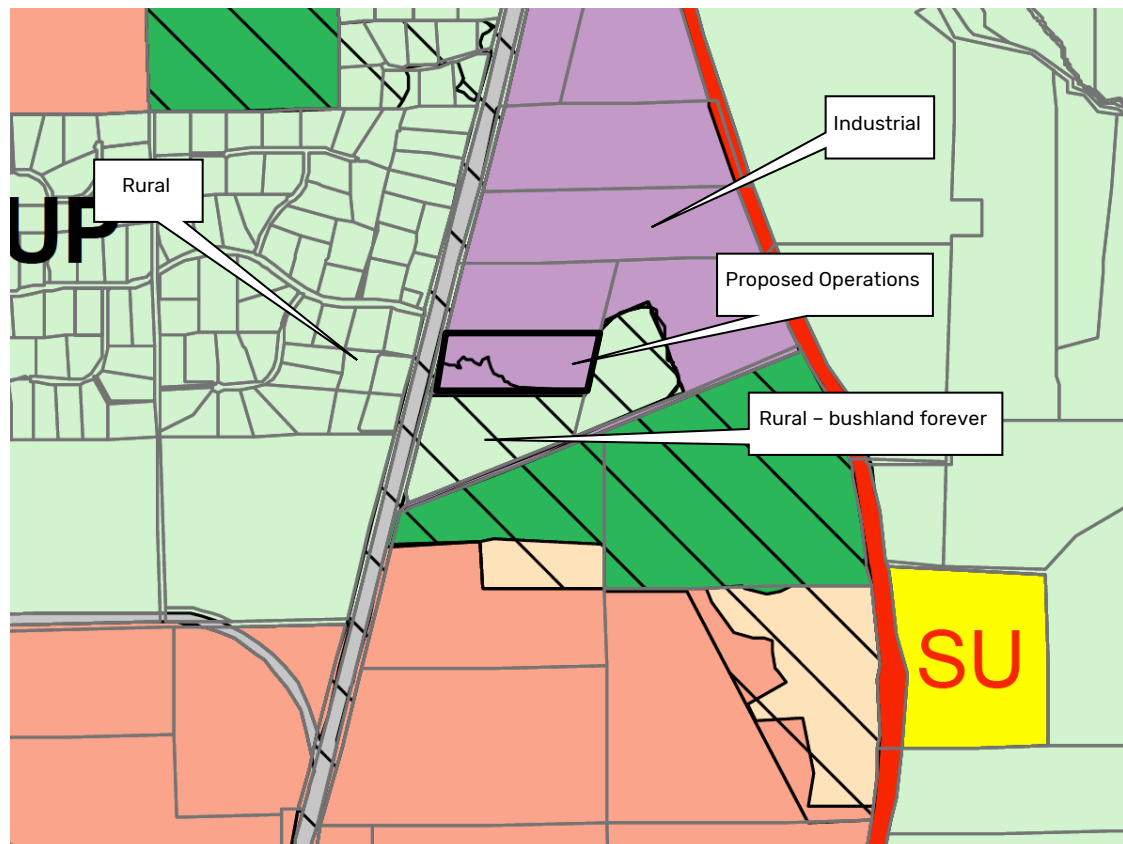 Industrial
Rural
UP
Proposed Operations
Rural – bushland forever
SU